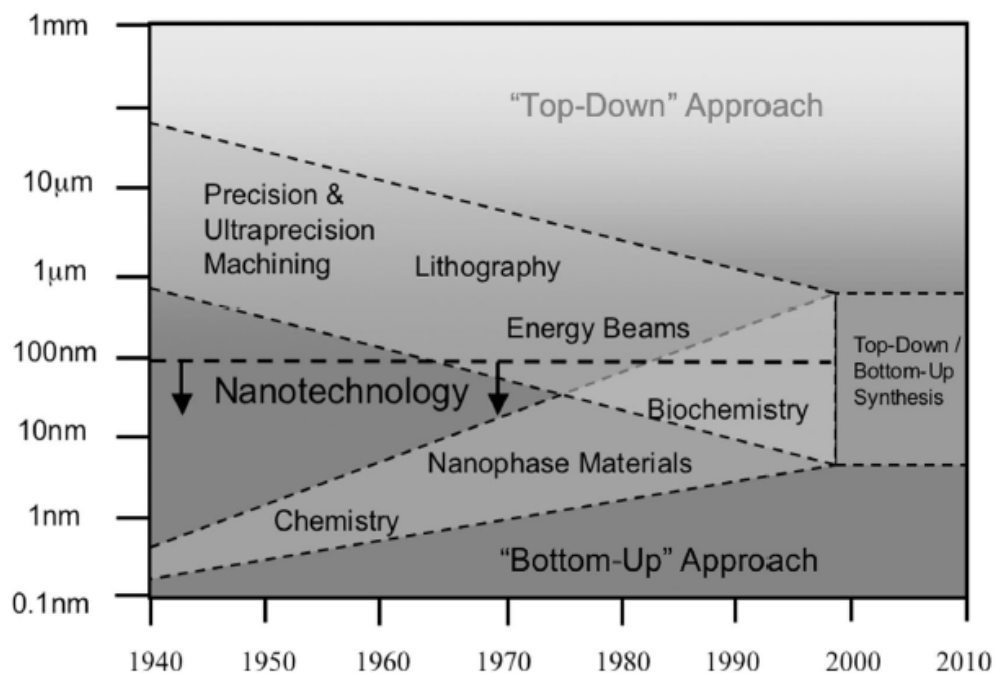 1mm
"Top-Down" Approach
10μm
Precision &
Ultraprecision
Machining
Lithography
1μm
Energy Beams
100nm
Top-Down /
Bottom-Up
Synthesis
Nanotechnology
Biochemistry
10nm
Nanophase Materials
1nm
Chemistry
"Bottom-Up" Approach
0.1nm
1940 1950 1960 1970 1980 1990 2000 2010